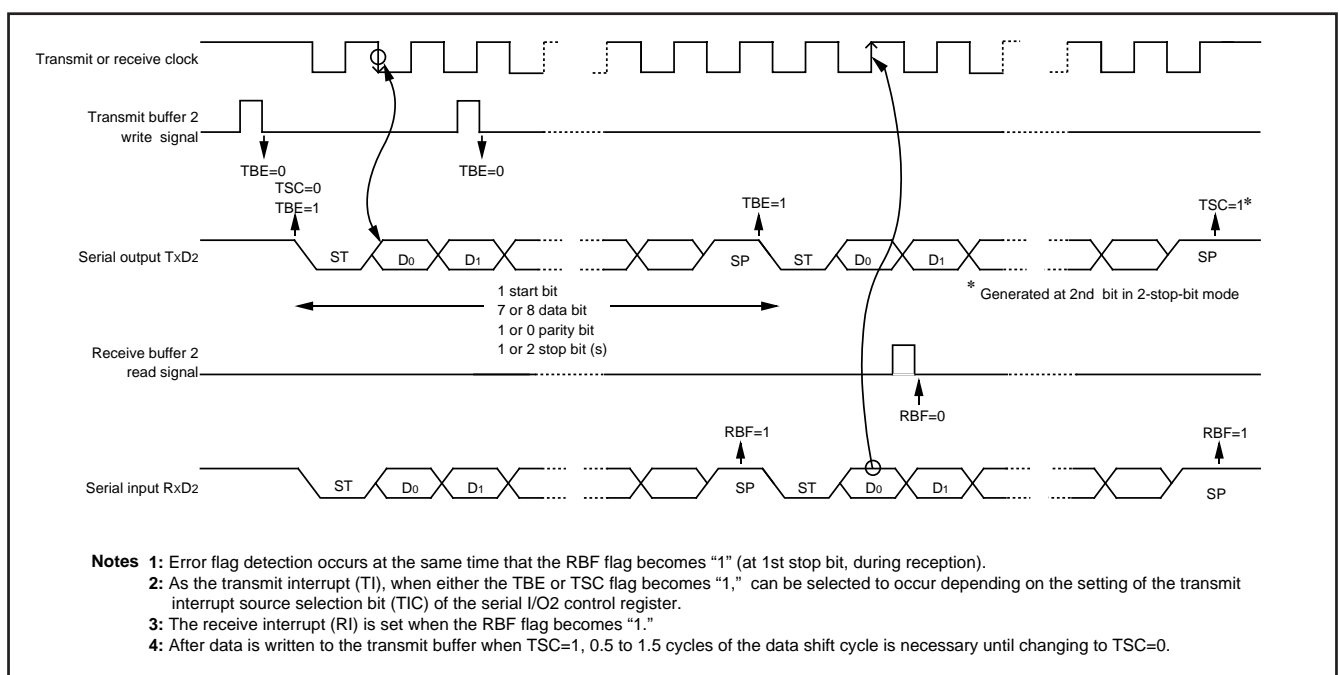 Transmit or receive clock
Transmit buffer 2
write signal
TBE=0
TBE=0
TSC=0
TBE=1
TBE=1
TSC=1*
Serial output TxD2
ST
D0
D1
SP
ST
D0
D1
SP
1 start bit
7 or 8 data bit
1 or 0 parity bit
1 or 2 stop bit (s)
* Generated at 2nd bit in 2-stop-bit mode
Receive buffer 2
read signal
RBF=0
RBF=1
RBF=1
Serial input RxD2
ST
D0
D1
SP
ST
D0
D1
SP
Notes 1: Error flag detection occurs at the same time that the RBF flag becomes “1” (at 1st stop bit, during reception).
2: As the transmit interrupt (TI), when either the TBE or TSC flag becomes “1,” can be selected to occur depending on the setting of the transmit
interrupt source selection bit (TIC) of the serial I/O2 control register.
3: The receive interrupt (RI) is set when the RBF flag becomes “1.”
4: After data is written to the transmit buffer when TSC=1, 0.5 to 1.5 cycles of the data shift cycle is necessary until changing to TSC=0.